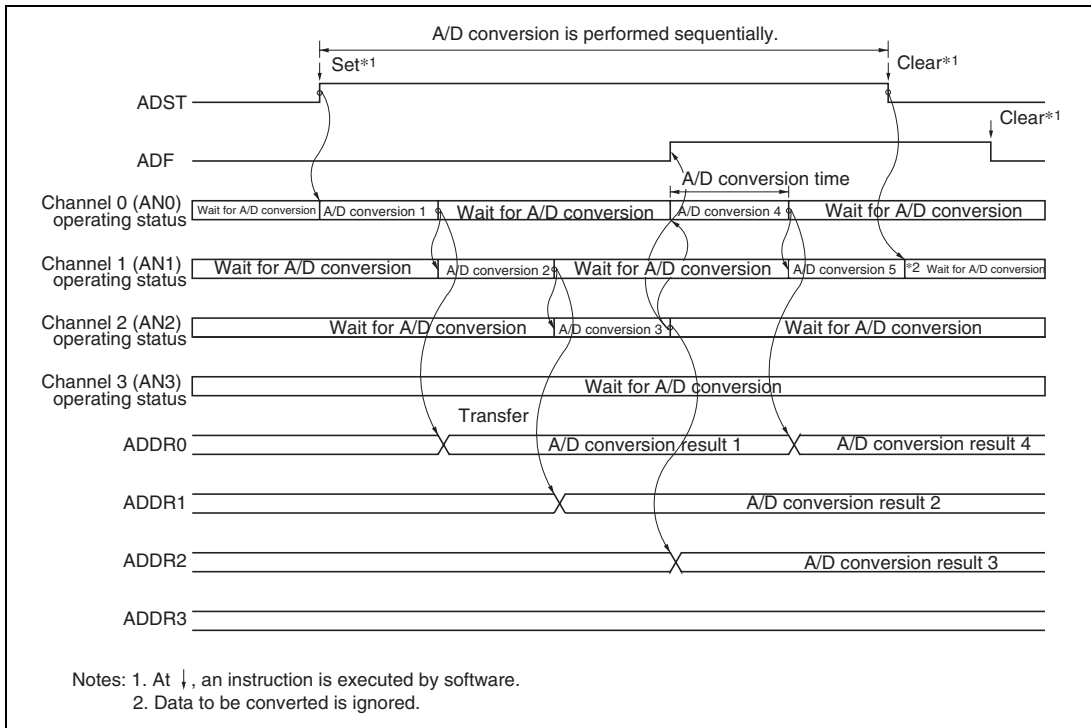 A/D conversion is performed sequentially.
Set*1
Clear*1
ADST
Clear*1
ADF
A/D conversion time
Channel 0 (AN0)
operating status
Wait for A/D conversion
A/D conversion 1
Wait for A/D conversion
A/D conversion 4
Wait for A/D conversion
Channel 1 (AN1)
operating status
Wait for A/D conversion
A/D conversion 2
Wait for A/D conversion
A/D conversion 5
*2
Wait for A/D conversion
Channel 2 (AN2)
operating status
Wait for A/D conversion
A/D conversion 3
Wait for A/D conversion
Channel 3 (AN3)
operating status
Wait for A/D conversion
Transfer
ADDR0
A/D conversion result 1
A/D conversion result 4
ADDR1
A/D conversion result 2
ADDR2
A/D conversion result 3
ADDR3
Notes: 1. At ↓, an instruction is executed by software.
2. Data to be converted is ignored.